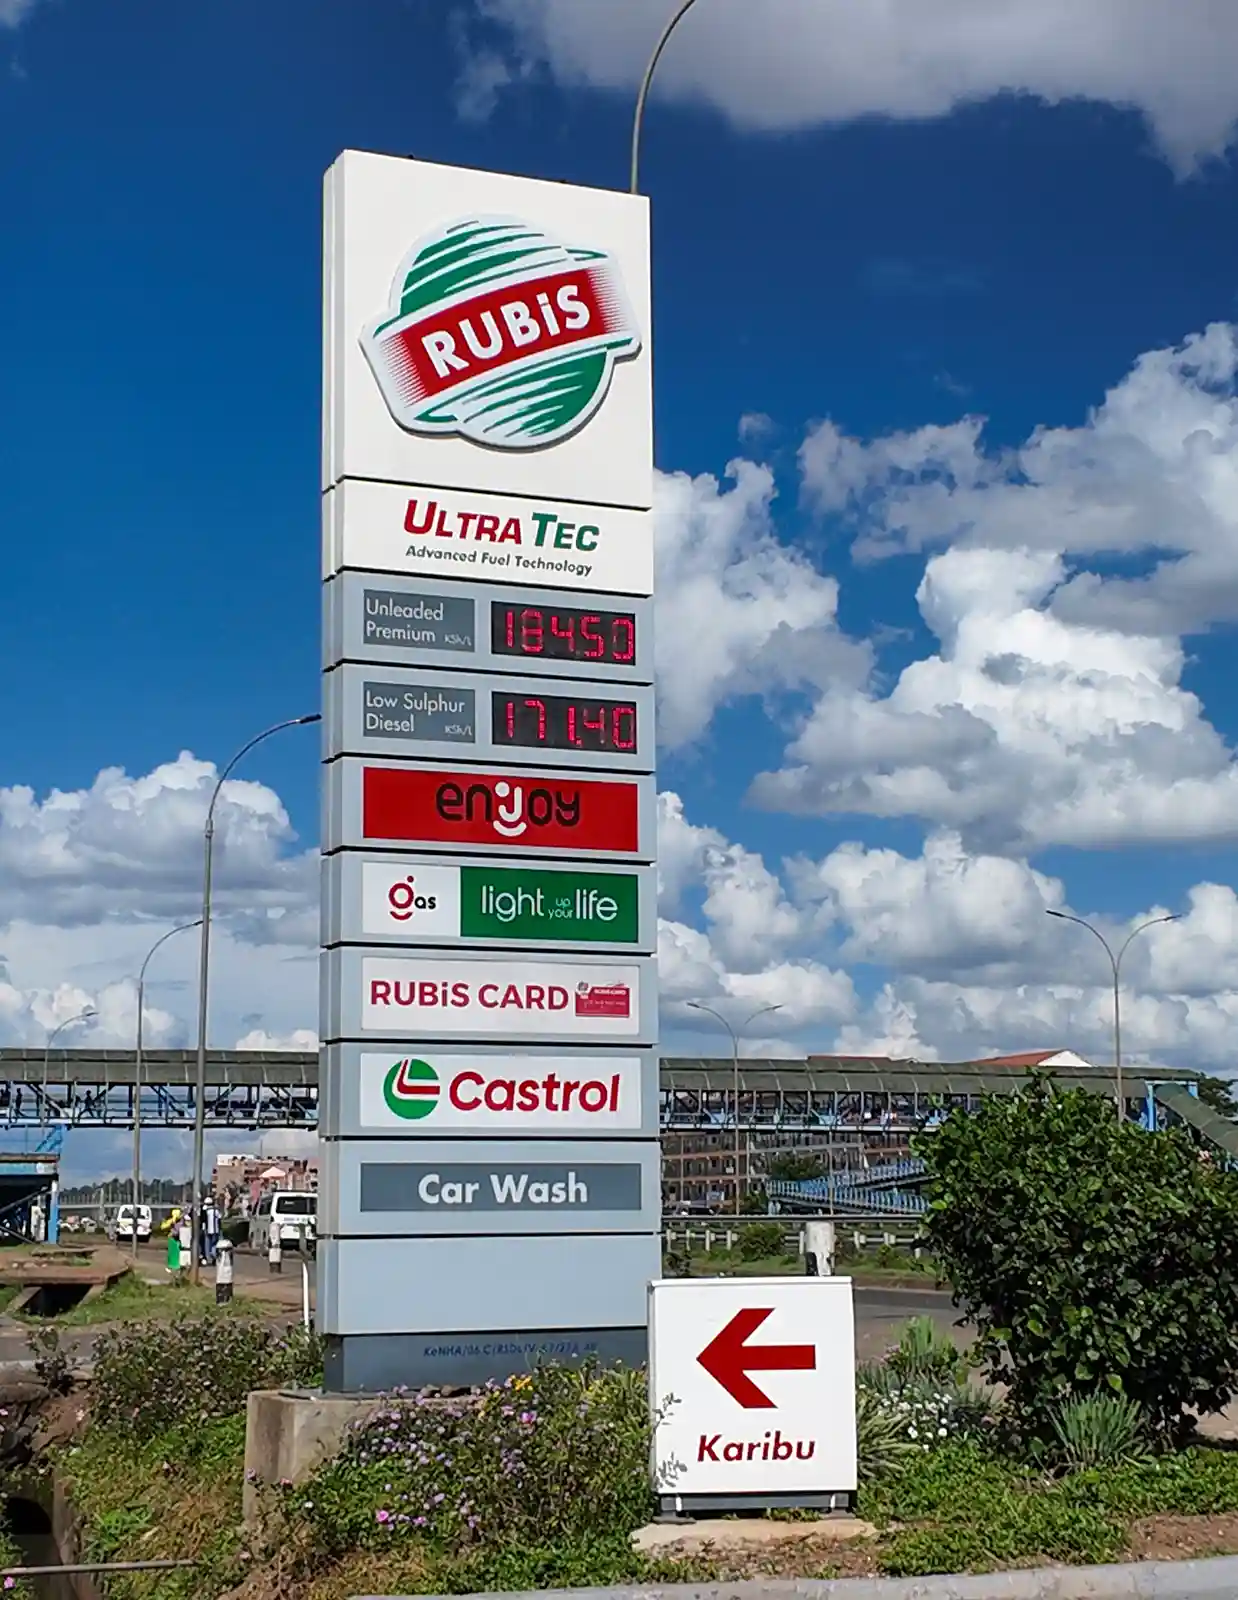 RUBiS
ULTRA TEC
Advanced Fuel Technology
Unleaded
Premium KSh/L
184.50
Low Sulphur
Diesel KSh/L
171.40
enjoy
gas
light up your life
RUBiS CARD
Castrol
Car Wash
Karibu